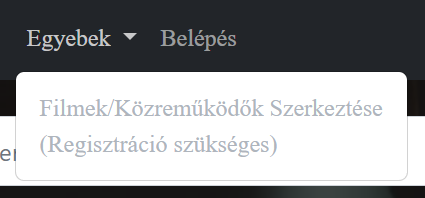 Egyebek Belépés
Filmek/Közreműködők Szerkeztése
(Regisztráció szükséges)